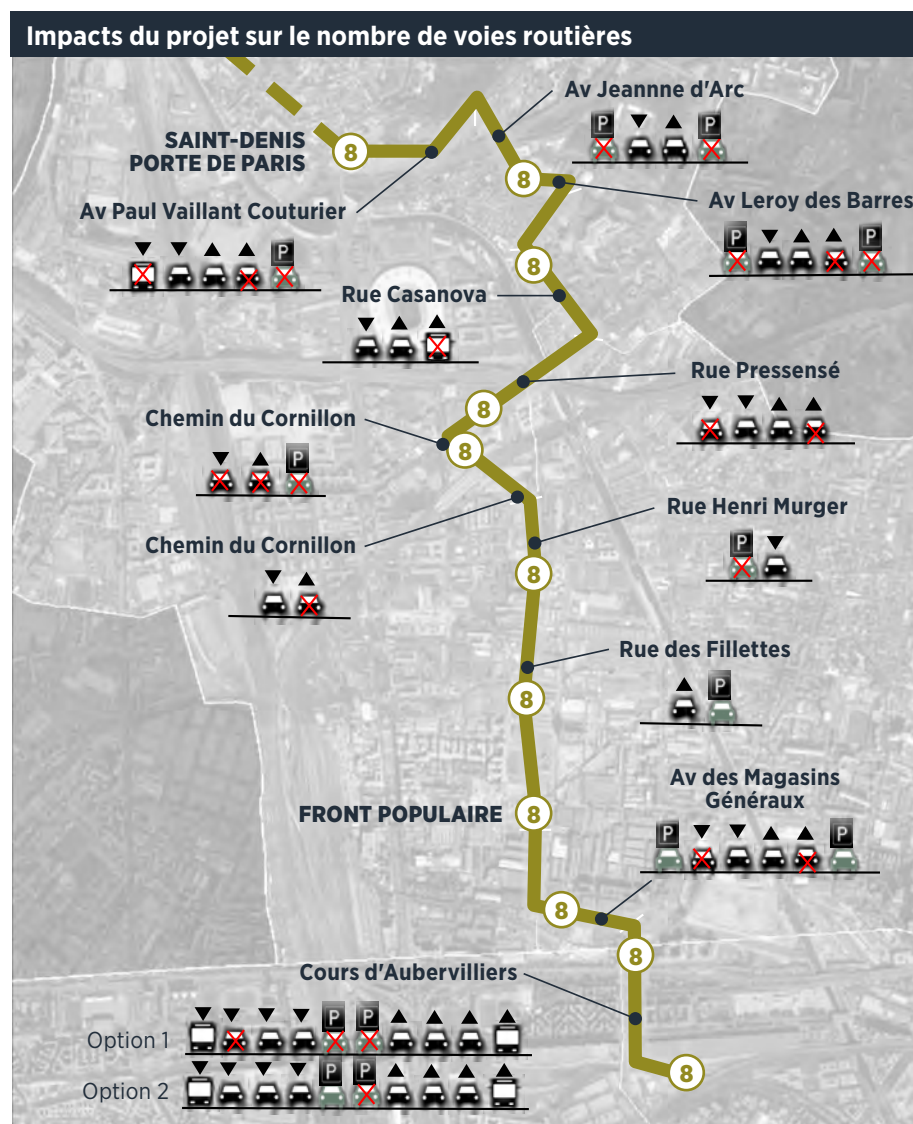 Impacts du projet sur le nombre de voies routières
Av Jeannne d'Arc
P P
SAINT-DENIS
PORTE DE PARIS
8
8
Av Paul Vaillant Couturier
P
Av Leroy des Barres
P P
8
Rue Casanova
Rue Pressensé
8
Chemin du Cornillon
P
8
Rue Henri Murger
P
Chemin du Cornillon
8
Rue des Fillettes
P
8
Av des Magasins
Généraux
P P
FRONT POPULAIRE
8
8
8
Cours d'Aubervilliers
Option 1
P P
Option 2
P P
8